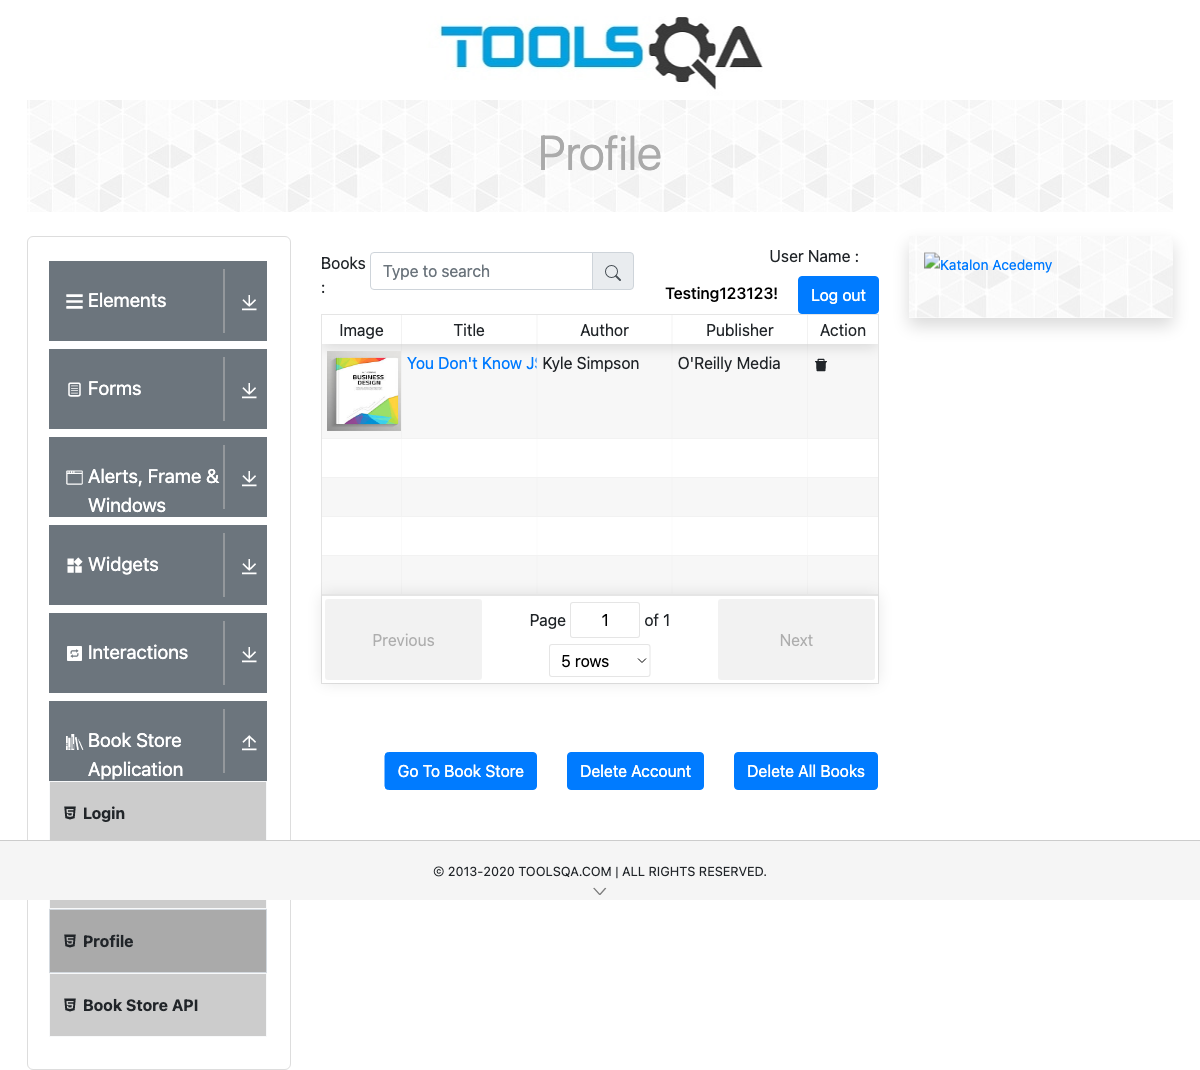 TOOLSQA
Profile
Elements
Forms
Alerts, Frame &
Windows
Widgets
Interactions
Book Store
Application
Login
Profile
Book Store API
Books
:
Type to search
User Name :
Testing123123!
Log out
Image Title Author Publisher Action
BUSINESS
DESIGN
You Don't Know JS Kyle Simpson O'Reilly Media
Previous
Page 1 of 1
5 rows
Next
Go To Book Store
Delete Account
Delete All Books
Katalon Acedemy
© 2013-2020 TOOLSQA.COM | ALL RIGHTS RESERVED.